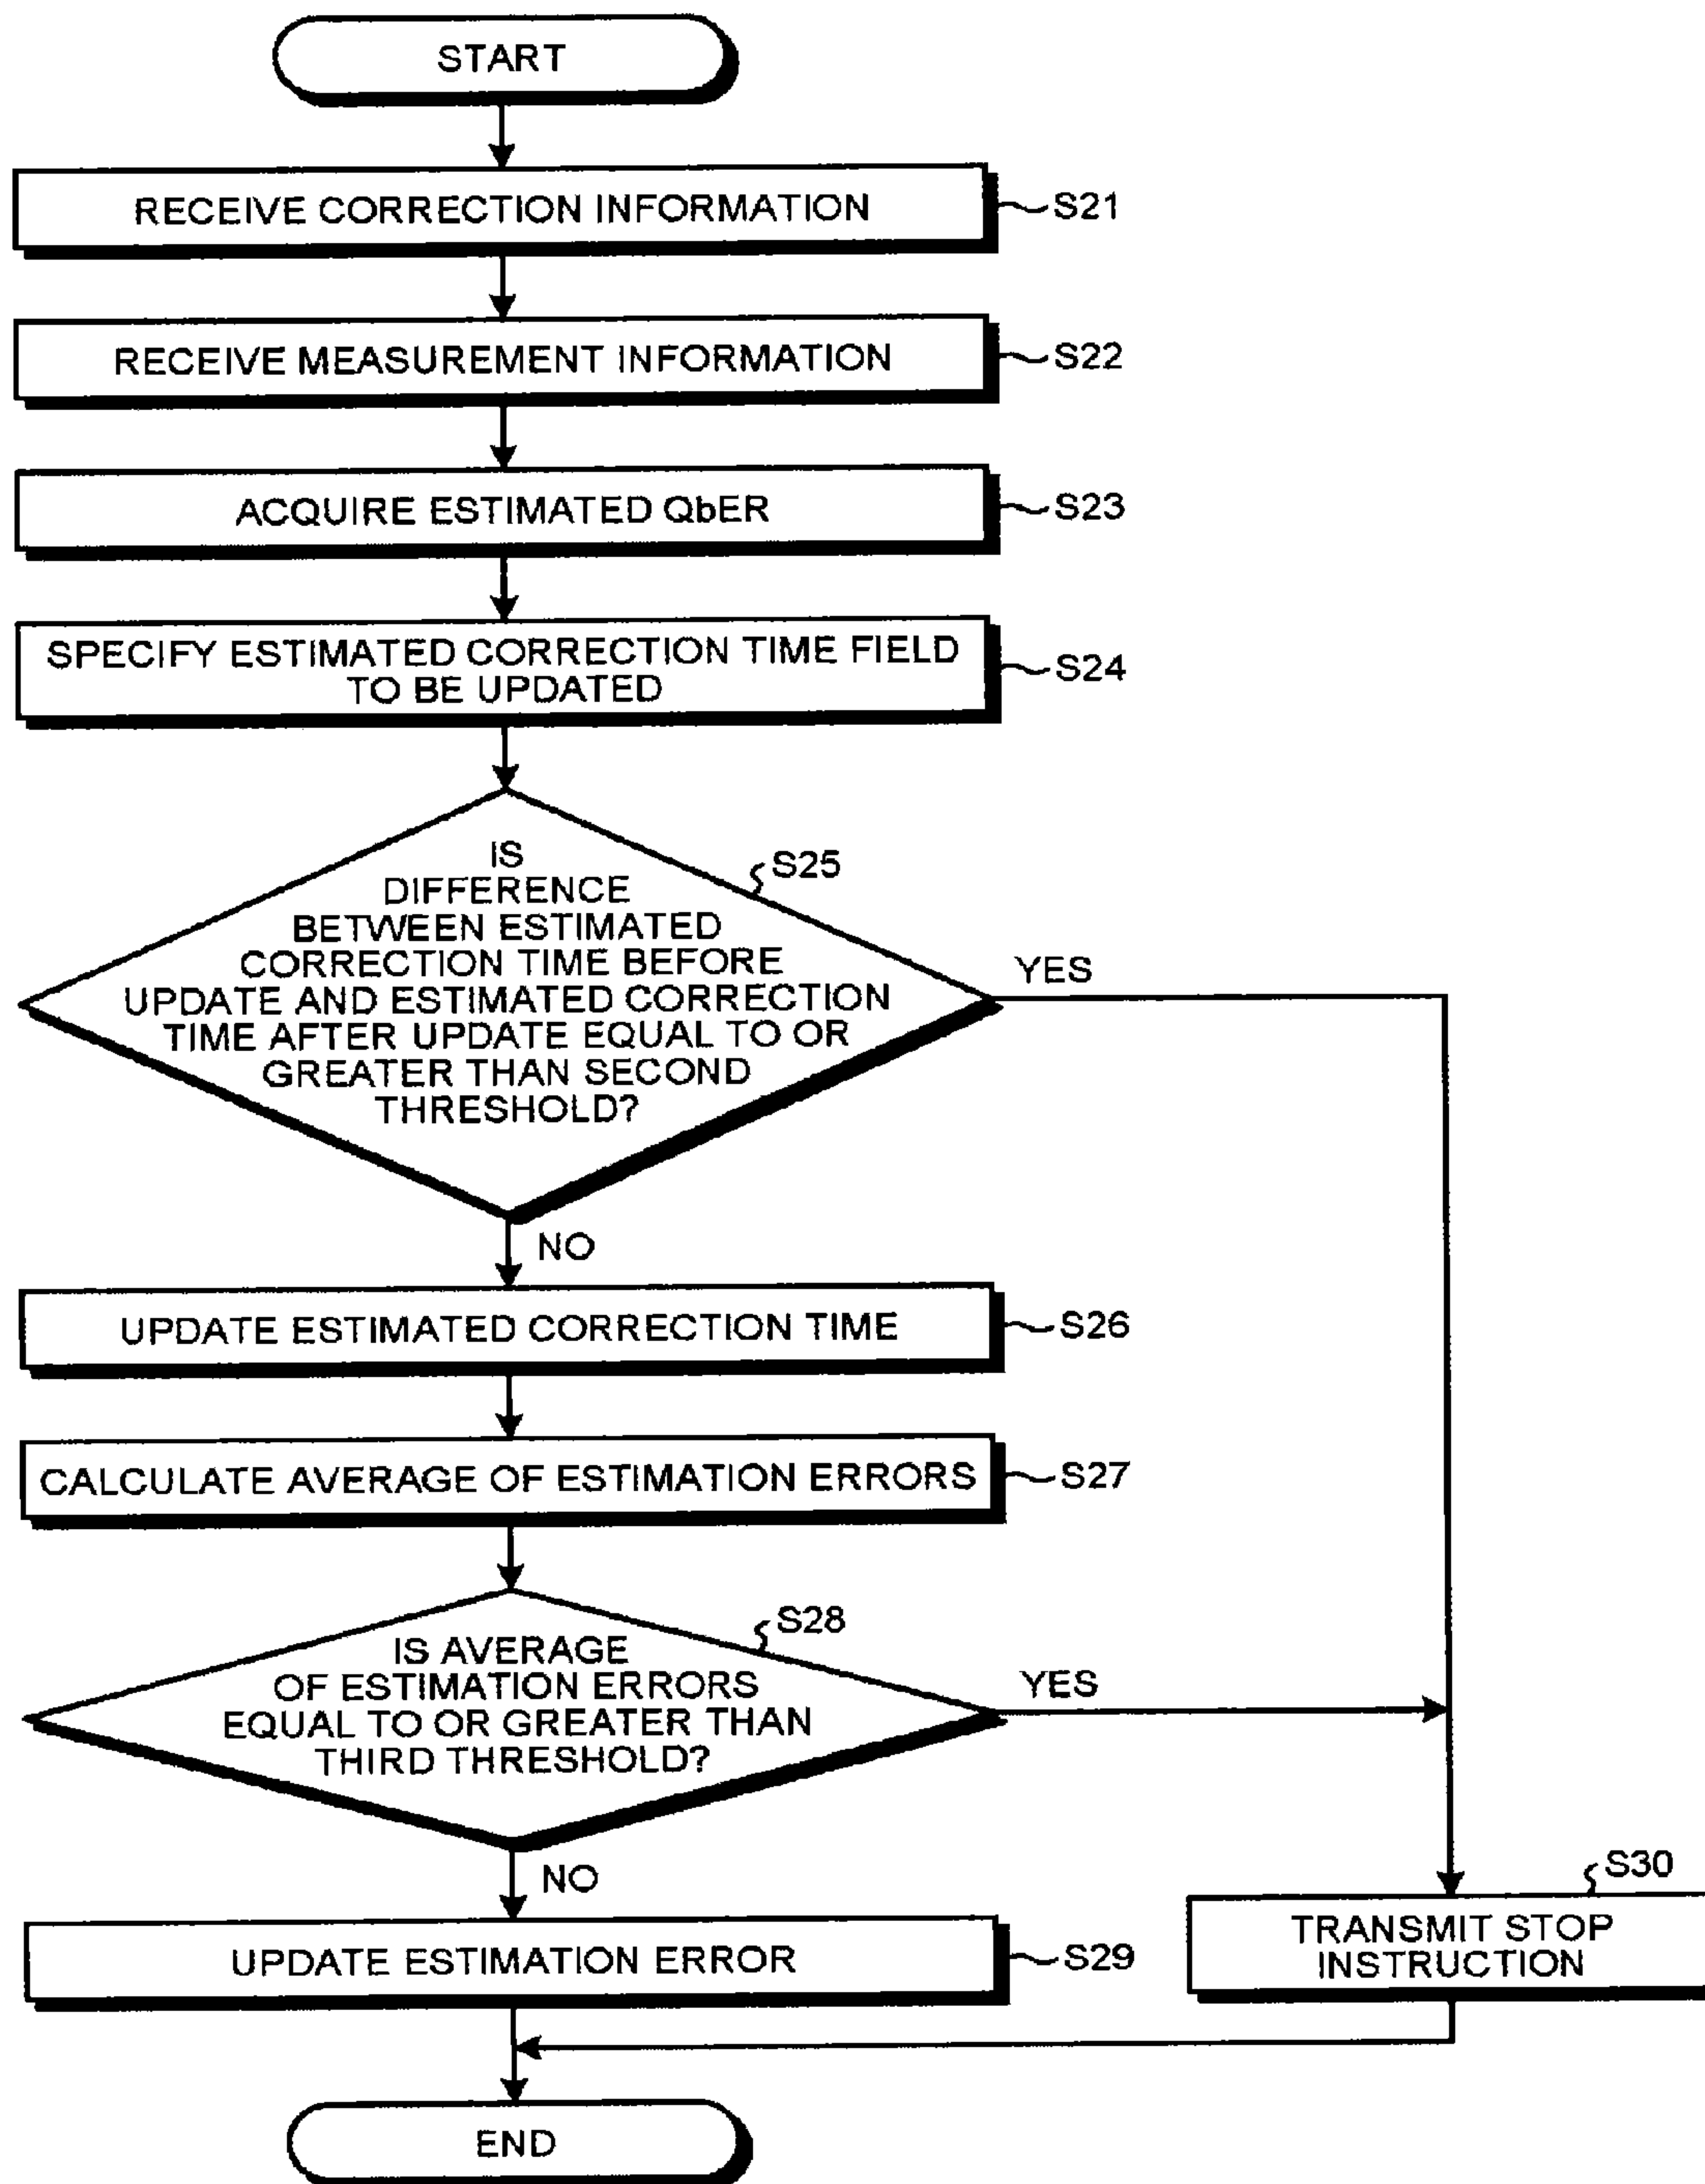 START
RECEIVE CORRECTION INFORMATION
S21
RECEIVE MEASUREMENT INFORMATION
S22
ACQUIRE ESTIMATED QbER
S23
SPECIFY ESTIMATED CORRECTION TIME FIELD
TO BE UPDATED
S24
IS
DIFFERENCE
BETWEEN ESTIMATED
CORRECTION TIME BEFORE
UPDATE AND ESTIMATED CORRECTION
TIME AFTER UPDATE EQUAL TO OR
GREATER THAN SECOND
THRESHOLD?
S25
YES
NO
UPDATE ESTIMATED CORRECTION TIME
S26
CALCULATE AVERAGE OF ESTIMATION ERRORS
S27
IS AVERAGE
OF ESTIMATION ERRORS
EQUAL TO OR GREATER THAN
THIRD THRESHOLD?
S28
YES
NO
UPDATE ESTIMATION ERROR
S29
S30
TRANSMIT STOP
INSTRUCTION
END